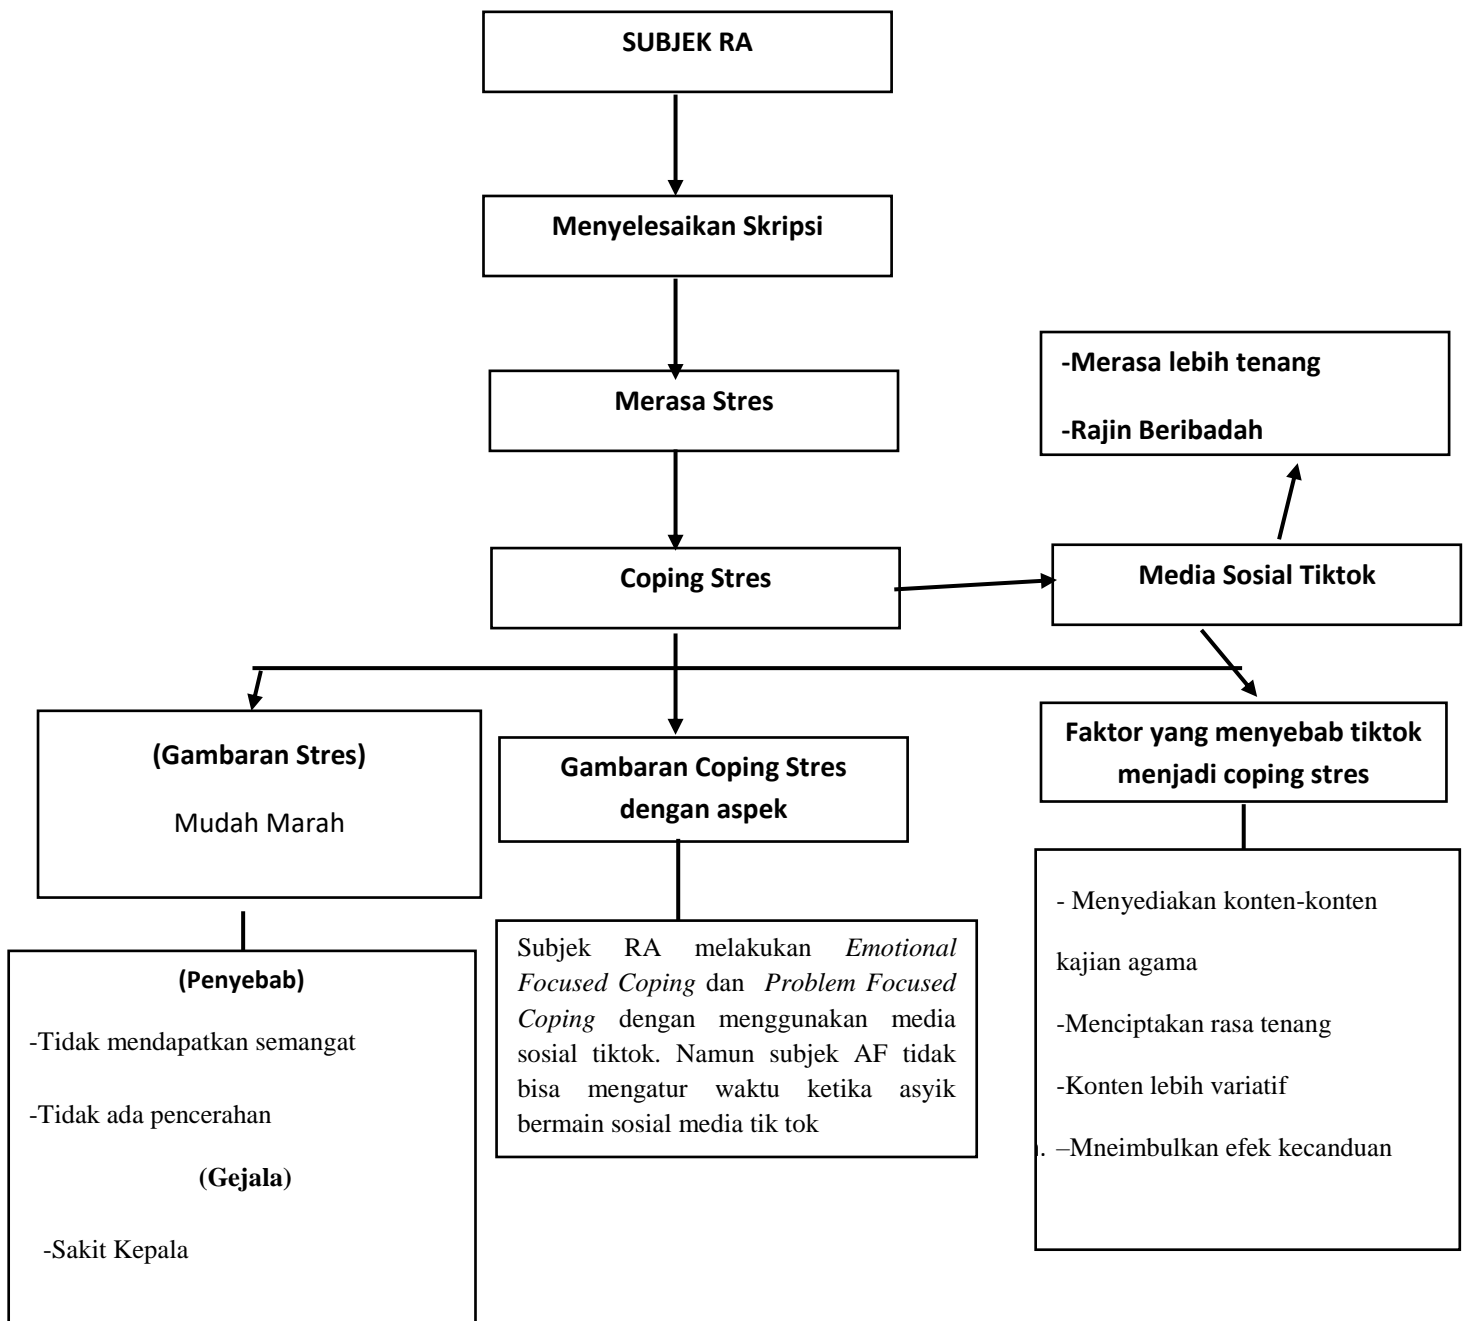 SUBJEK RA
Menyelesaikan Skripsi
Merasa Stres
-Merasa lebih tenang
-Rajin Beribadah
Coping Stres
Media Sosial Tiktok
(Gambaran Stres)
Mudah Marah
Gambaran Coping Stres
dengan aspek
Faktor yang menyebab tiktok
menjadi coping stres
(Penyebab)
-Tidak mendapatkan semangat
-Tidak ada pencerahan
(Gejala)
-Sakit Kepala
Subjek RA melakukan Emotional
Focused Coping dan Problem Focused
Coping dengan menggunakan media
sosial tiktok. Namun subjek AF tidak
bisa mengatur waktu ketika asyik
bermain sosial media tik tok
- Menyediakan konten-konten
kajian agama
-Menciptakan rasa tenang
-Konten lebih variatif
–Mneimbulkan efek kecanduan